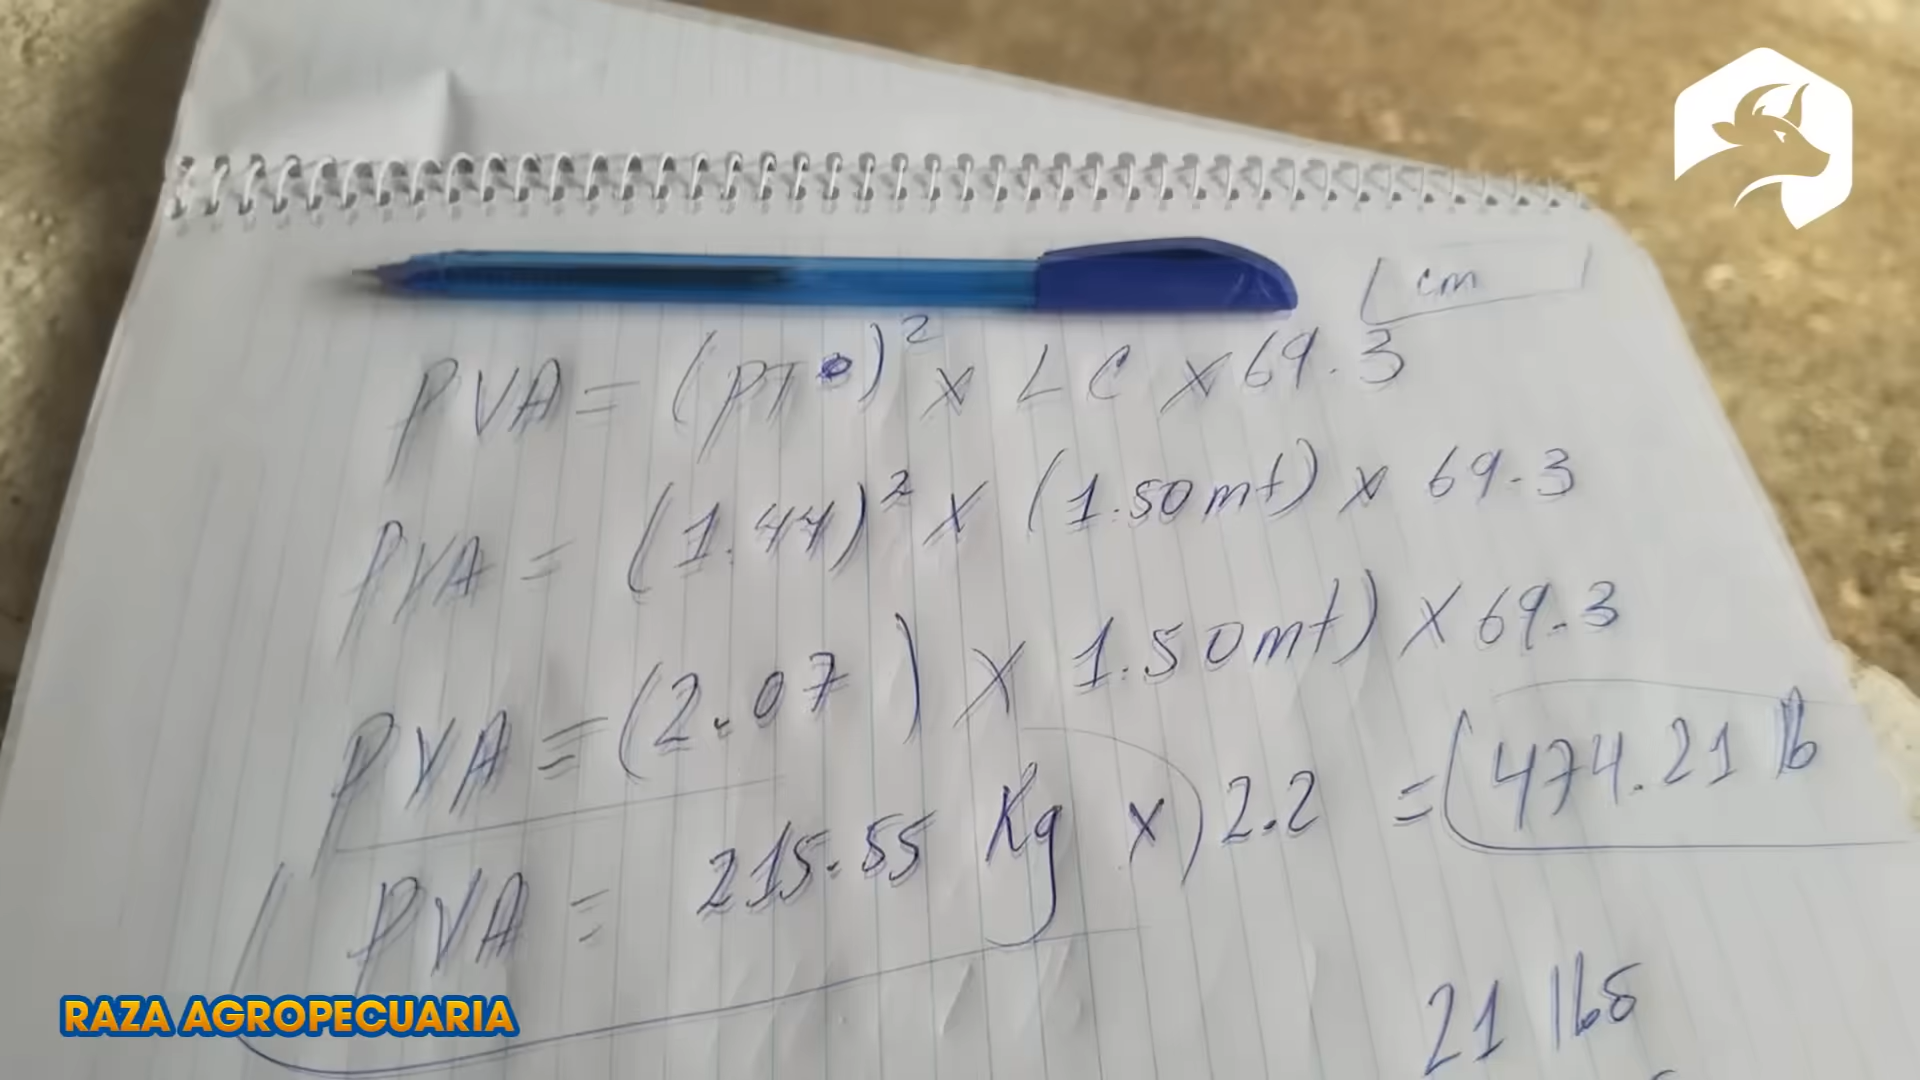 cm
PVA = (PT)² x LC x 69.3
PVA = (1.44)² x (1.50mt) x 69.3
PVA = (2.07) x 1.50mt) x 69.3
PVA = 215.55 Kg x) 2.2 = 474.21 lb
21 lbs
RAZA AGROPECUARIA